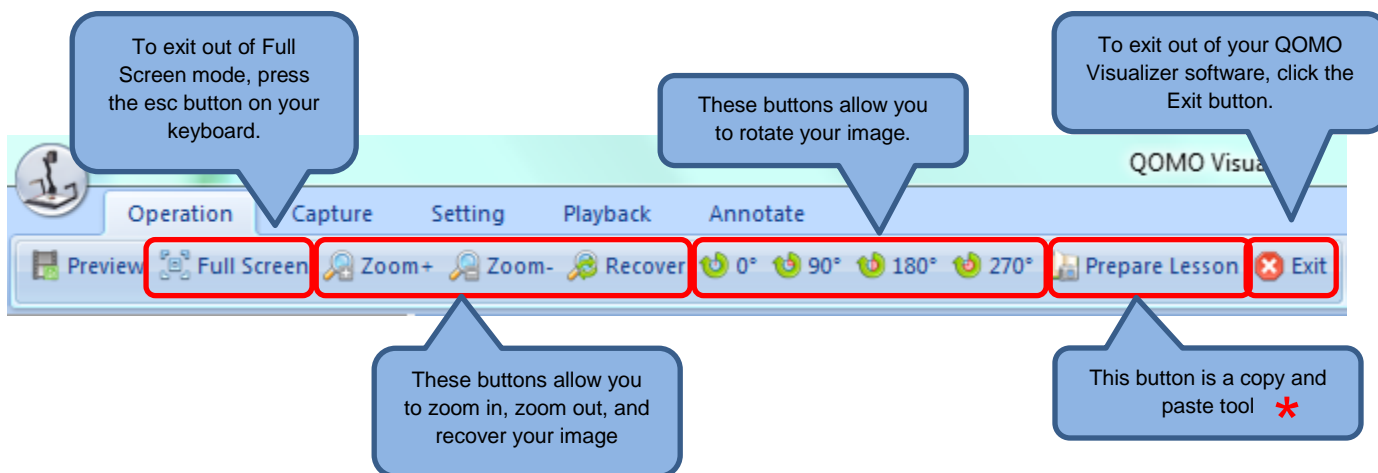 To exit out of Full
Screen mode, press
the esc button on your
keyboard.
These buttons allow you
to rotate your image.
To exit out of your QOMO
Visualizer software, click the
Exit button.
QOMO Visua
Operation Capture Setting Playback Annotate
Preview Full Screen Zoom+ Zoom- Recover 0° 90° 180° 270° Prepare Lesson Exit
These buttons allow you
to zoom in, zoom out, and
recover your image
This button is a copy and
paste tool *